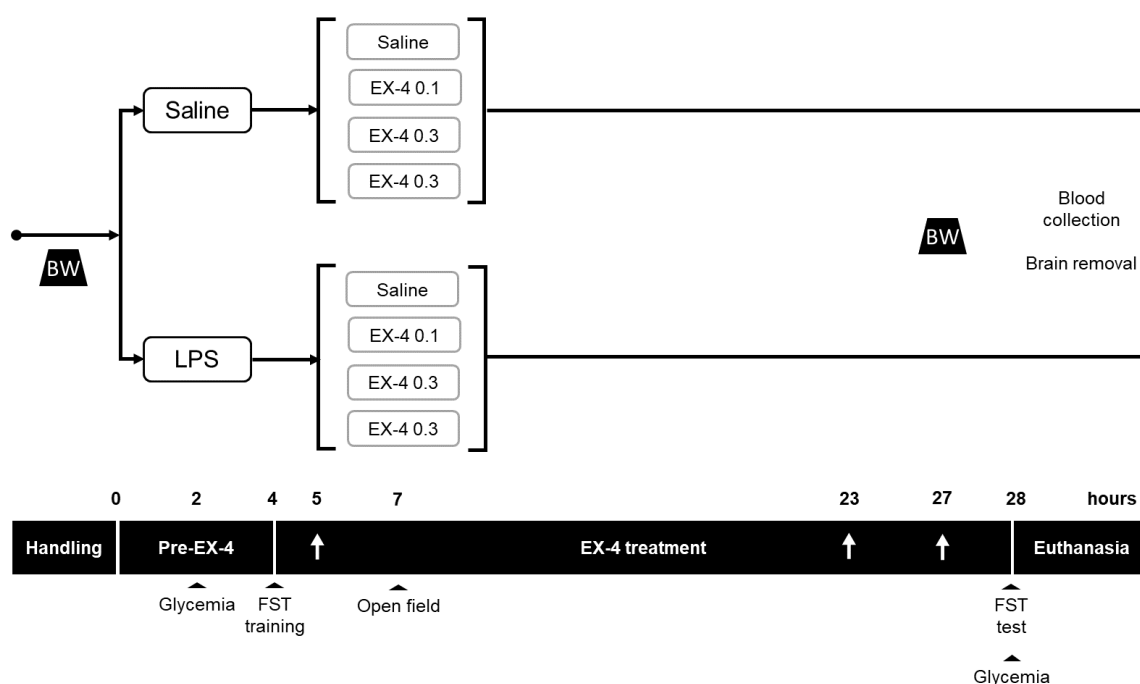 Saline
EX-4 0.1
EX-4 0.3
EX-4 0.3
Saline
BW
BW
Blood
collection
Brain removal
LPS
Saline
EX-4 0.1
EX-4 0.3
EX-4 0.3
0 2 4 5 7 23 27 28 hours
Handling Pre-EX-4 EX-4 treatment Euthanasia
Glycemia
FST
training
Open field
FST
test
Glycemia